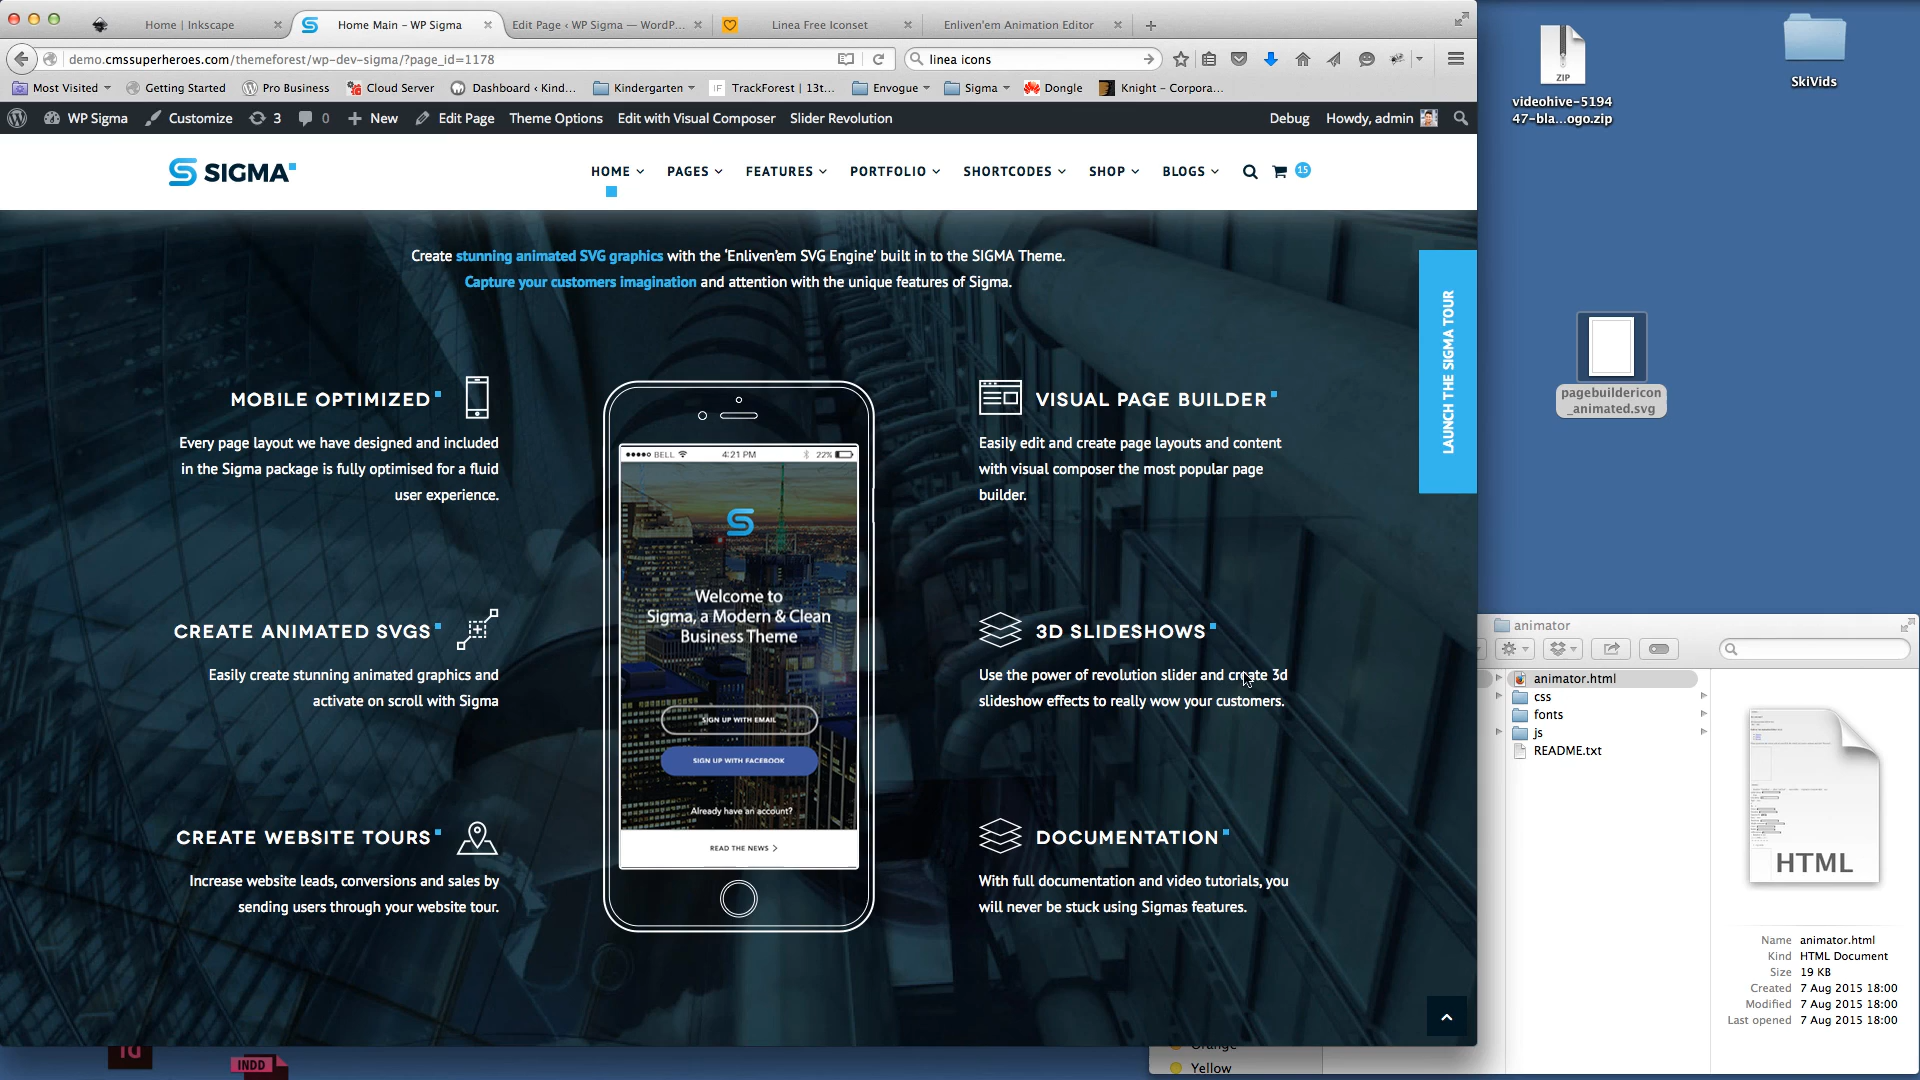 Home | Inkscape
Home Main – WP Sigma
Edit Page ‹ WP Sigma — WordP...
Linea Free Iconset
Enliven'em Animation Editor
demo.cmssuperheroes.com/themeforest/wp-dev-sigma/?page_id=1178
linea icons
Most Visited
Getting Started
Pro Business
Cloud Server
Dashboard ‹ Kind...
Kindergarten
TrackForest | 13t...
Envogue
Sigma
Dongle
Knight – Corpora...
WP Sigma
Customize
3
0
New
Edit Page
Theme Options
Edit with Visual Composer
Slider Revolution
Debug
Howdy, admin
SIGMA
HOME
PAGES
FEATURES
PORTFOLIO
SHORTCODES
SHOP
BLOGS
15
Create stunning animated SVG graphics with the ‘Enliven’em SVG Engine’ built in to the SIGMA Theme.
Capture your customers imagination and attention with the unique features of Sigma.
LAUNCH THE SIGMA TOUR
MOBILE OPTIMIZED
Every page layout we have designed and included
in the Sigma package is fully optimised for a fluid
user experience.
CREATE ANIMATED SVGS
Easily create stunning animated graphics and
activate on scroll with Sigma
CREATE WEBSITE TOURS
Increase website leads, conversions and sales by
sending users through your website tour.
BELL
4:21 PM
22%
Welcome to
Sigma, a Modern & Clean
Business Theme
SIGN UP WITH EMAIL
SIGN UP WITH FACEBOOK
Already have an account?
READ THE NEWS
VISUAL PAGE BUILDER
Easily edit and create page layouts and content
with visual composer the most popular page
builder.
3D SLIDESHOWS
Use the power of revolution slider and create 3d
slideshow effects to really wow your customers.
DOCUMENTATION
With full documentation and video tutorials, you
will never be stuck using Sigmas features.
ZIP
videohive-5194
47-bla...ogo.zip
SkiVids
pagebuildericon
_animated.svg
animator
animator.html
css
fonts
js
README.txt
HTML
Name animator.html
Kind HTML Document
Size 19 KB
Created 7 Aug 2015 18:00
Modified 7 Aug 2015 18:00
Last opened 7 Aug 2015 18:00
Orange
Yellow
INDD